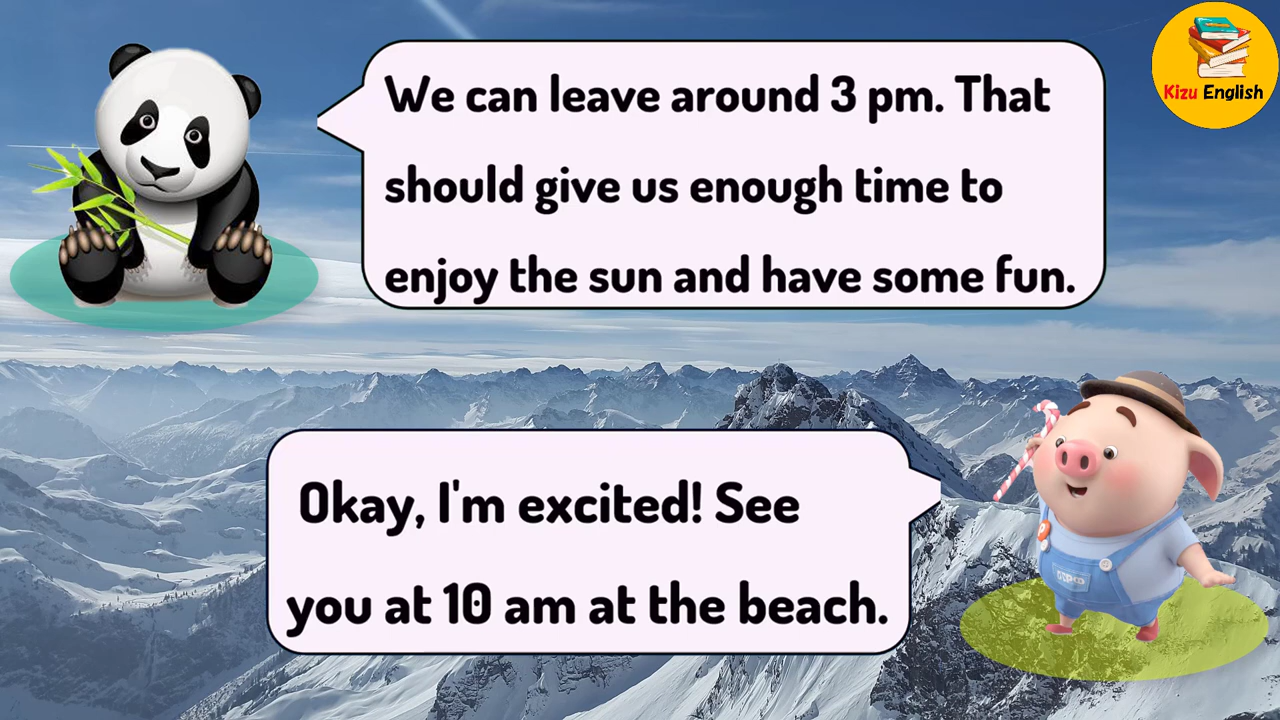 We can leave around 3 pm. That
should give us enough time to
enjoy the sun and have some fun.
Kizu English
Okay, I'm excited! See
you at 10 am at the beach.